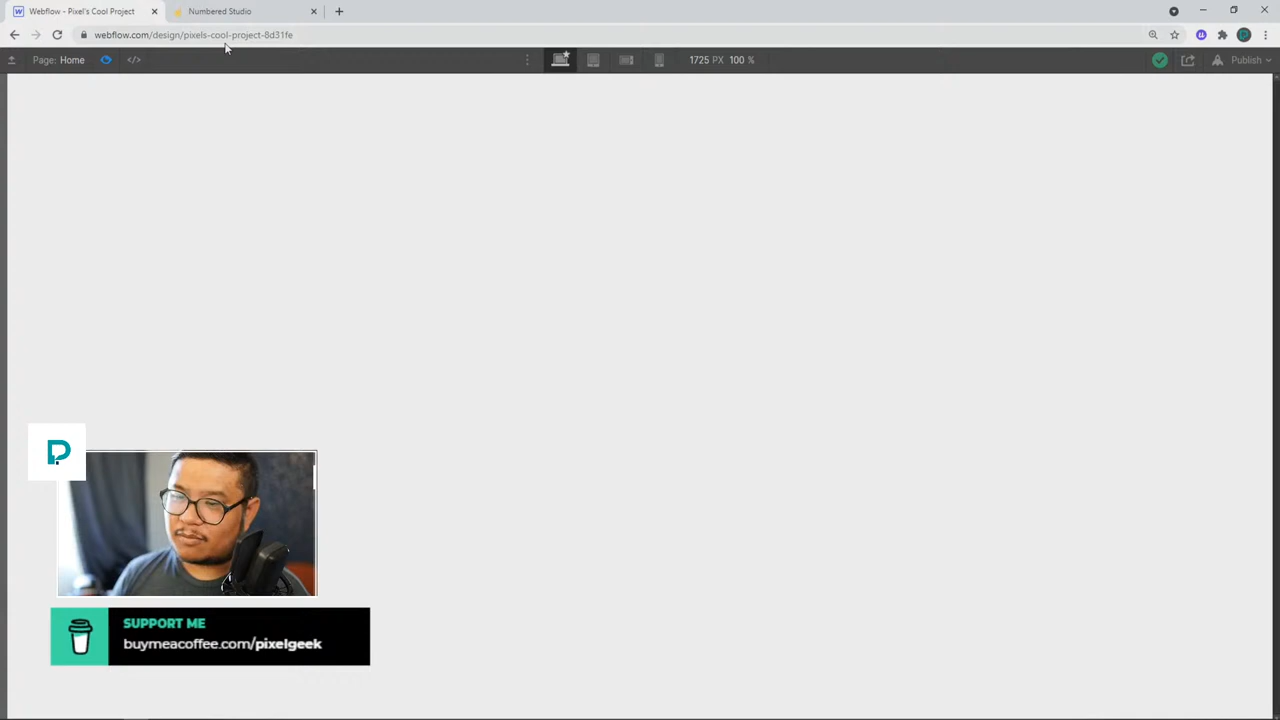 Webflow - Pixel's Cool Project
Numbered Studio
webflow.com/design/pixels-cool-project-8d31fe
Page: Home
</>
1725 PX 100 %
Publish
SUPPORT ME
buymeacoffee.com/pixelgeek